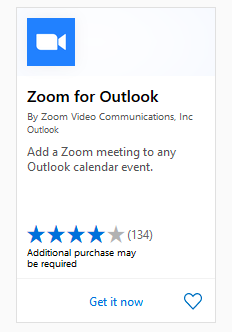 Zoom for Outlook
By Zoom Video Communications, Inc
Outlook
Add a Zoom meeting to any
Outlook calendar event.
(134)
Additional purchase may
be required
Get it now